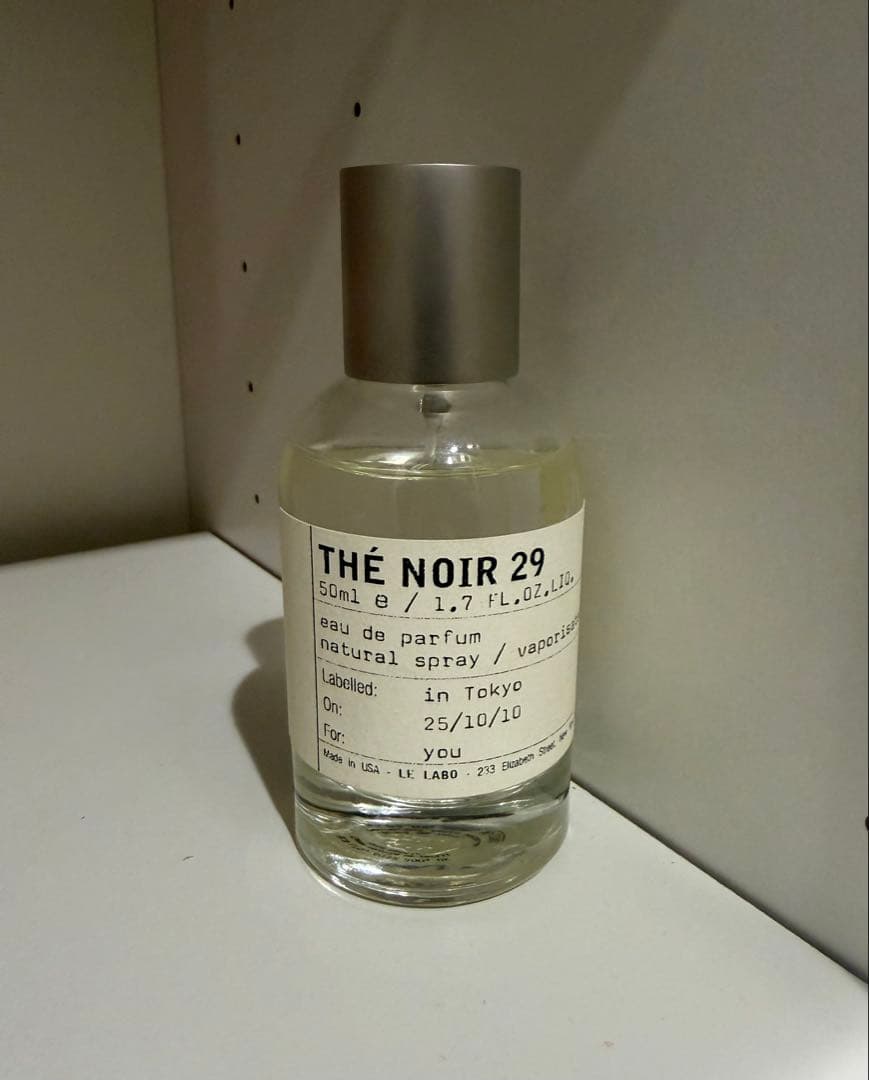 THÉ NOIR 29
50ml e / 1.7 FL.OZ.LIQ.
eau de parfum
natural spray /
Labelled: in Tokyo
On: 25/10/10
For: you
Made in USA - LE LABO - 233 Elizabeth Street, New